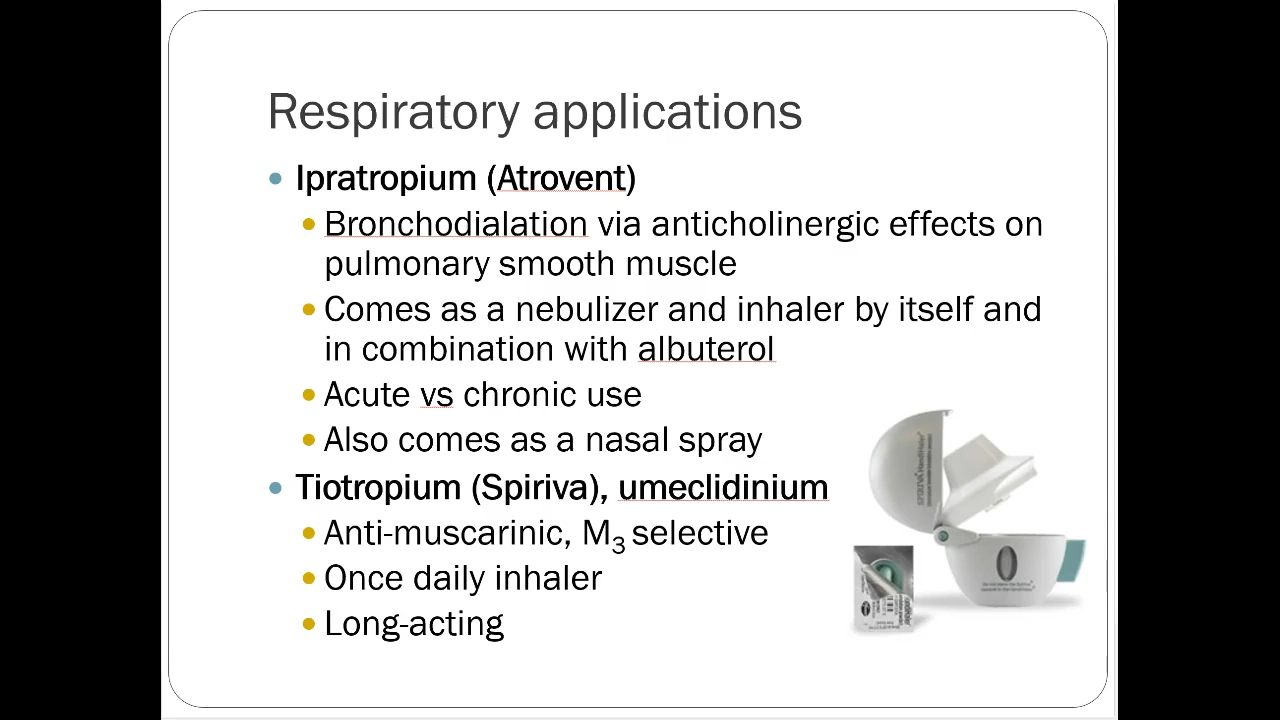 Respiratory applications
Ipratropium (Atrovent)
Bronchodialation via anticholinergic effects on
pulmonary smooth muscle
Comes as a nebulizer and inhaler by itself and
in combination with albuterol
Acute vs chronic use
Also comes as a nasal spray
Tiotropium (Spiriva), umeclidinium
Anti-muscarinic, M3 selective
Once daily inhaler
Long-acting
SPIRIVA HandiHaler